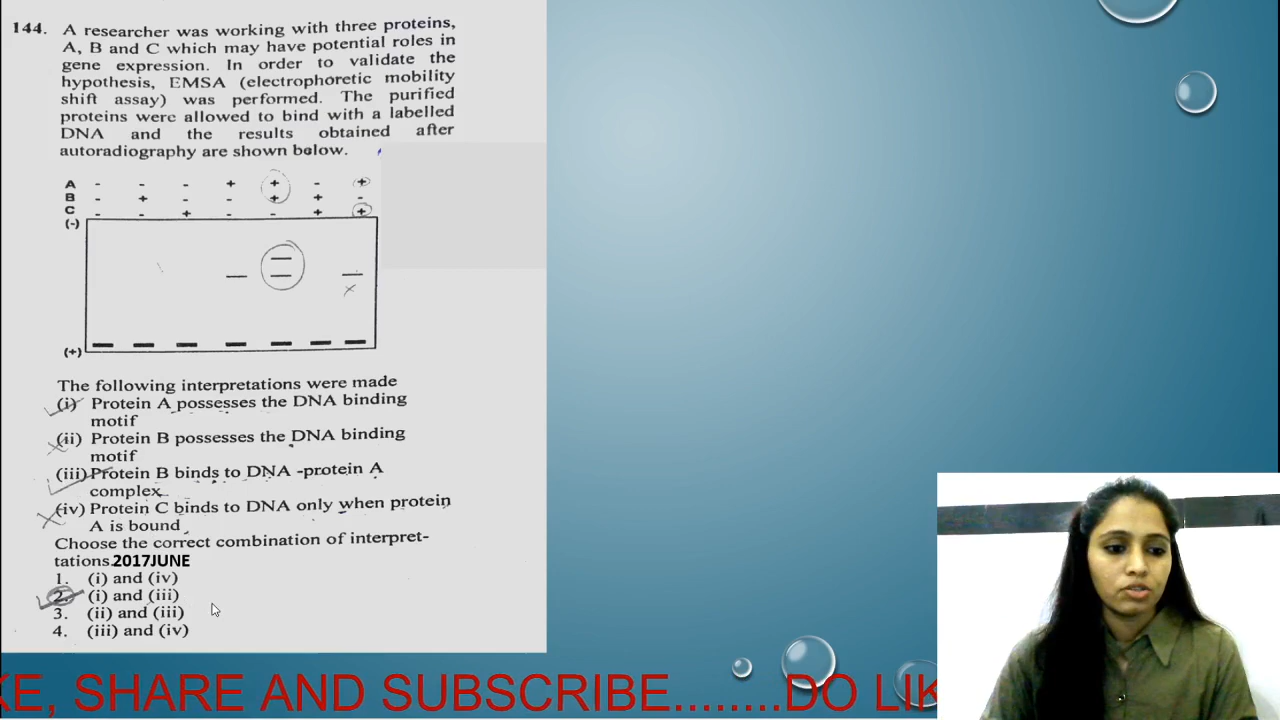 144. A researcher was working with three proteins,
A, B and C which may have potential roles in
gene expression. In order to validate the
hypothesis, EMSA (electrophoretic mobility
shift assay) was performed. The purified
proteins were allowed to bind with a labelled
DNA and the results obtained after
autoradiography are shown below.
A - - - + + - +
B - + - - + + -
C - - + - - + +
(-)
(+)
The following interpretations were made
(i) Protein A possesses the DNA binding
motif
(ii) Protein B possesses the DNA binding
motif
(iii) Protein B binds to DNA -protein A
complex
(iv) Protein C binds to DNA only when protein
A is bound
Choose the correct combination of interpret-
tations.2017JUNE
1. (i) and (iv)
2. (i) and (iii)
3. (ii) and (iii)
4. (iii) and (iv)
KE, SHARE AND SUBSCRIBE........DO LIK